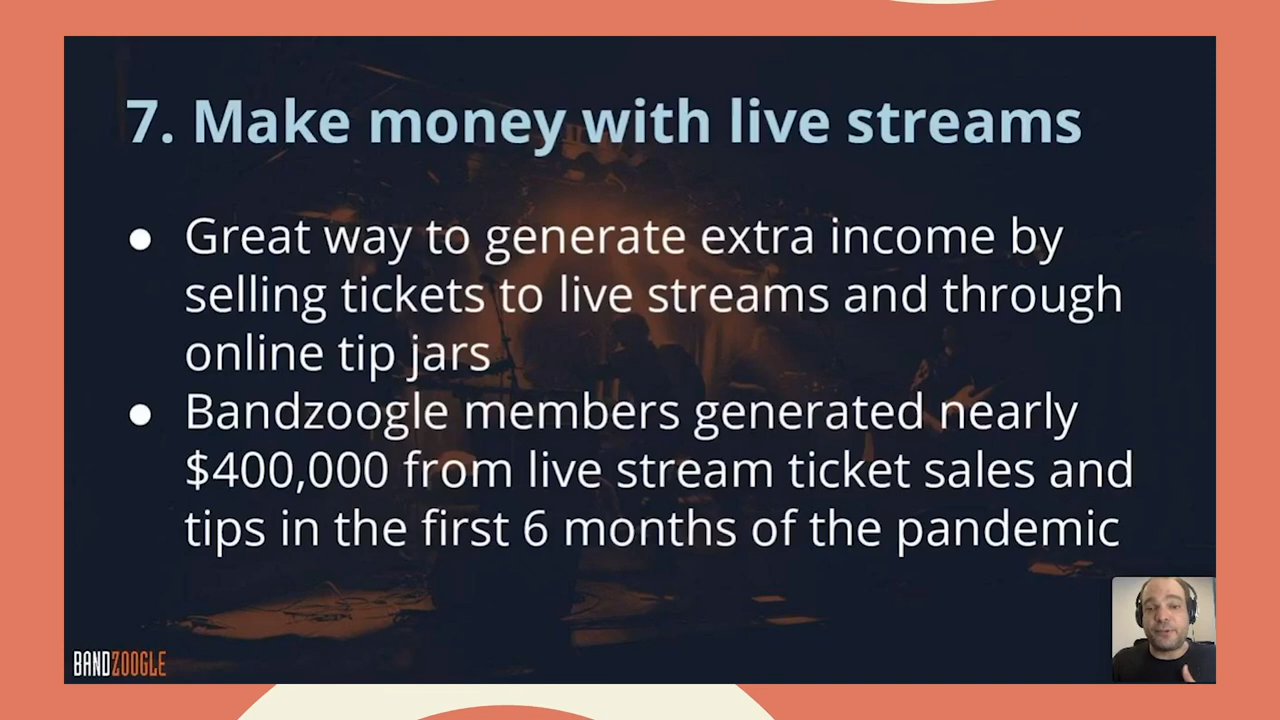 7. Make money with live streams
● Great way to generate extra income by
selling tickets to live streams and through
online tip jars
● Bandzoogle members generated nearly
$400,000 from live stream ticket sales and
tips in the first 6 months of the pandemic
BANDZOOGLE